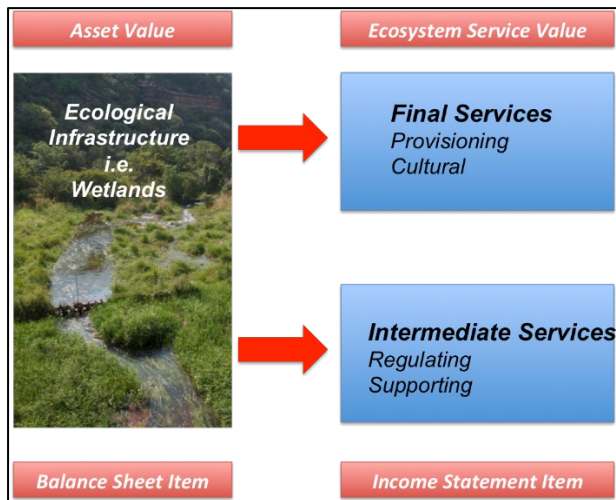 Asset Value
Ecosystem Service Value
Ecological
Infrastructure
i.e.
Wetlands
Final Services
Provisioning
Cultural
Intermediate Services
Regulating
Supporting
Balance Sheet Item
Income Statement Item